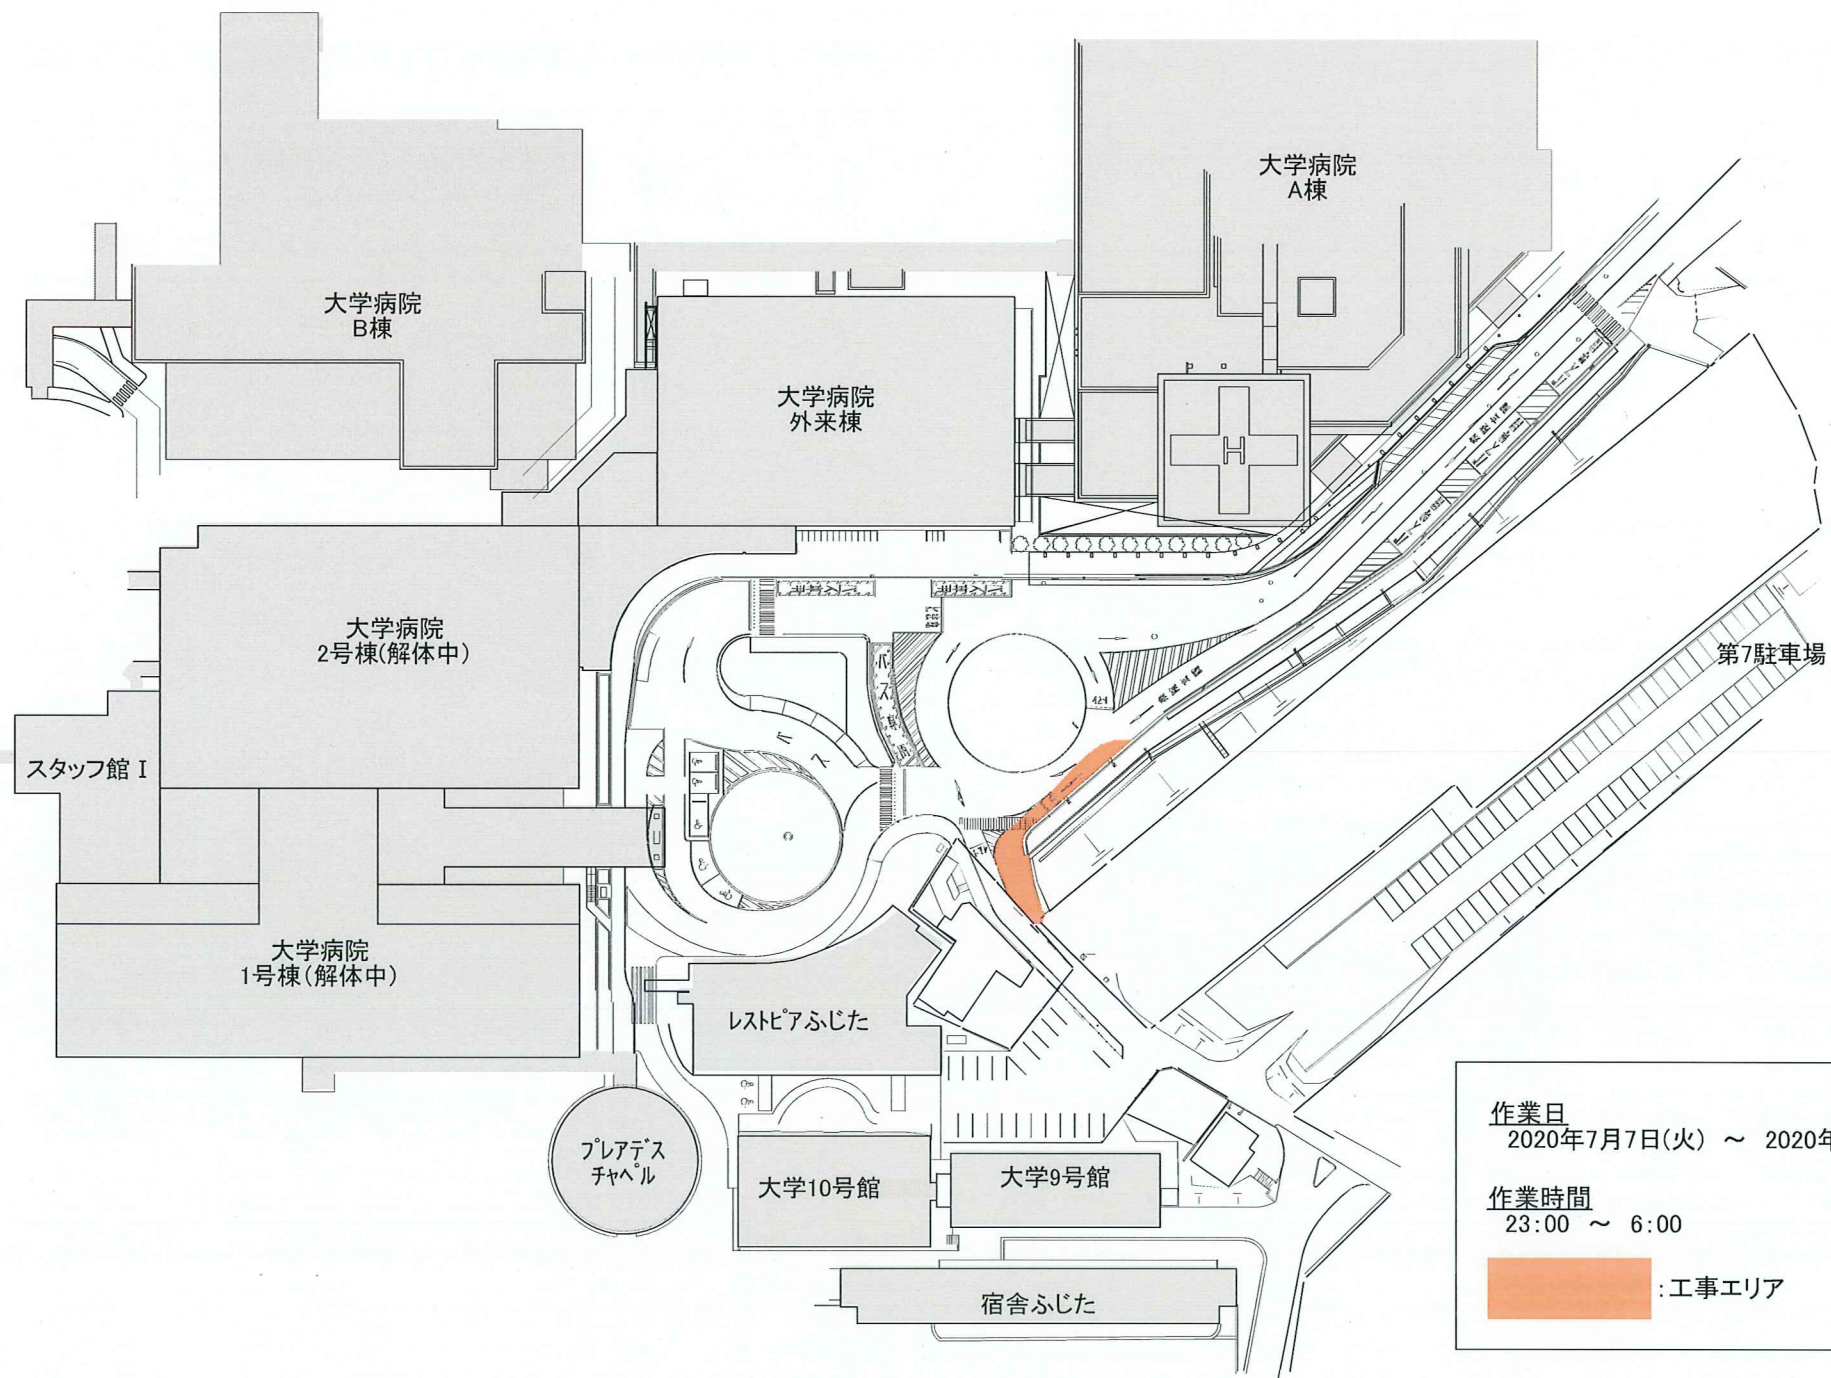 大学病院
A棟
大学病院
B棟
大学病院
外来棟
H
大学病院
2号棟(解体中)
第7駐車場
バス
バス
スタッフ館 I
大学病院
1号棟(解体中)
レストピアふじた
プレアデス
チャペル
大学10号館
大学9号館
宿舎ふじた
作業日
2020年7月7日(火) ～ 2020年
作業時間
23:00 ～ 6:00
:工事エリア